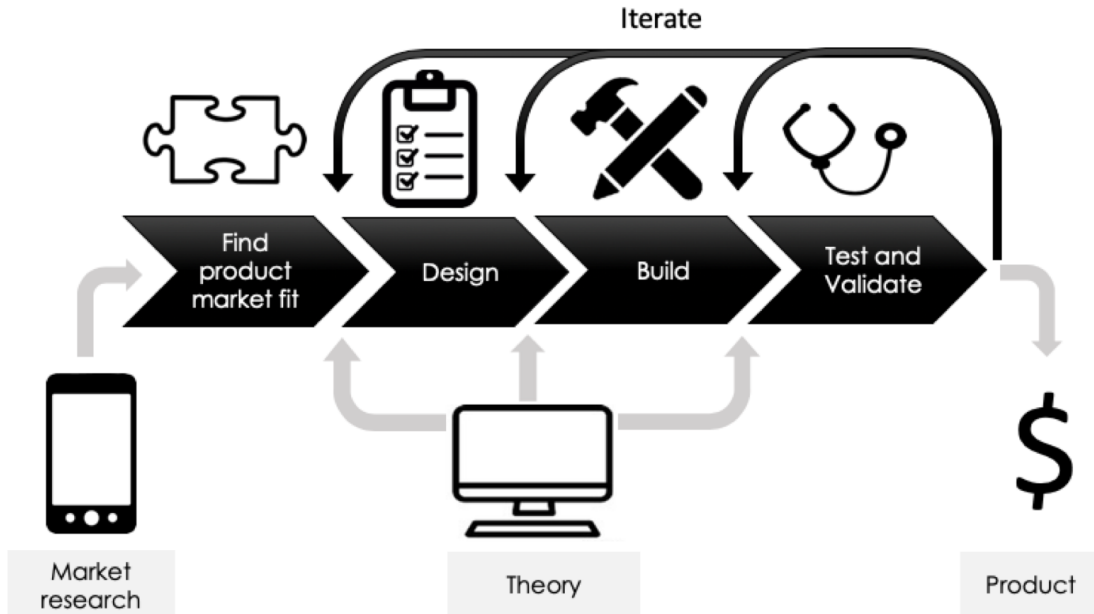 Iterate
Find
product
market fit
Design
Build
Test and
Validate
$
Market
research
Theory
Product